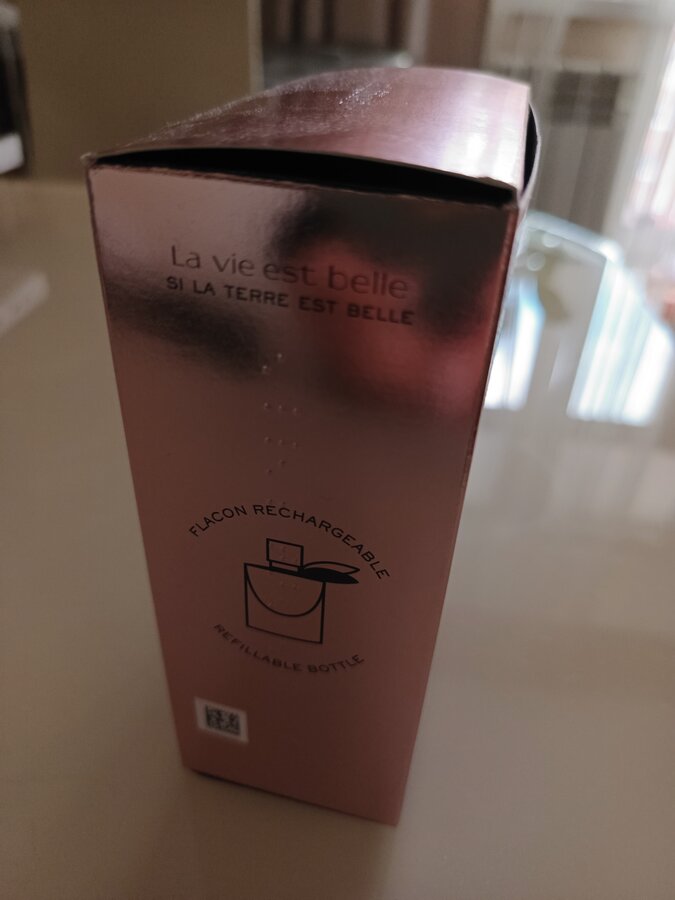 La vie est belle
SI LA TERRE EST BELLE
FLACON RECHARGEABLE
REFILLABLE BOTTLE